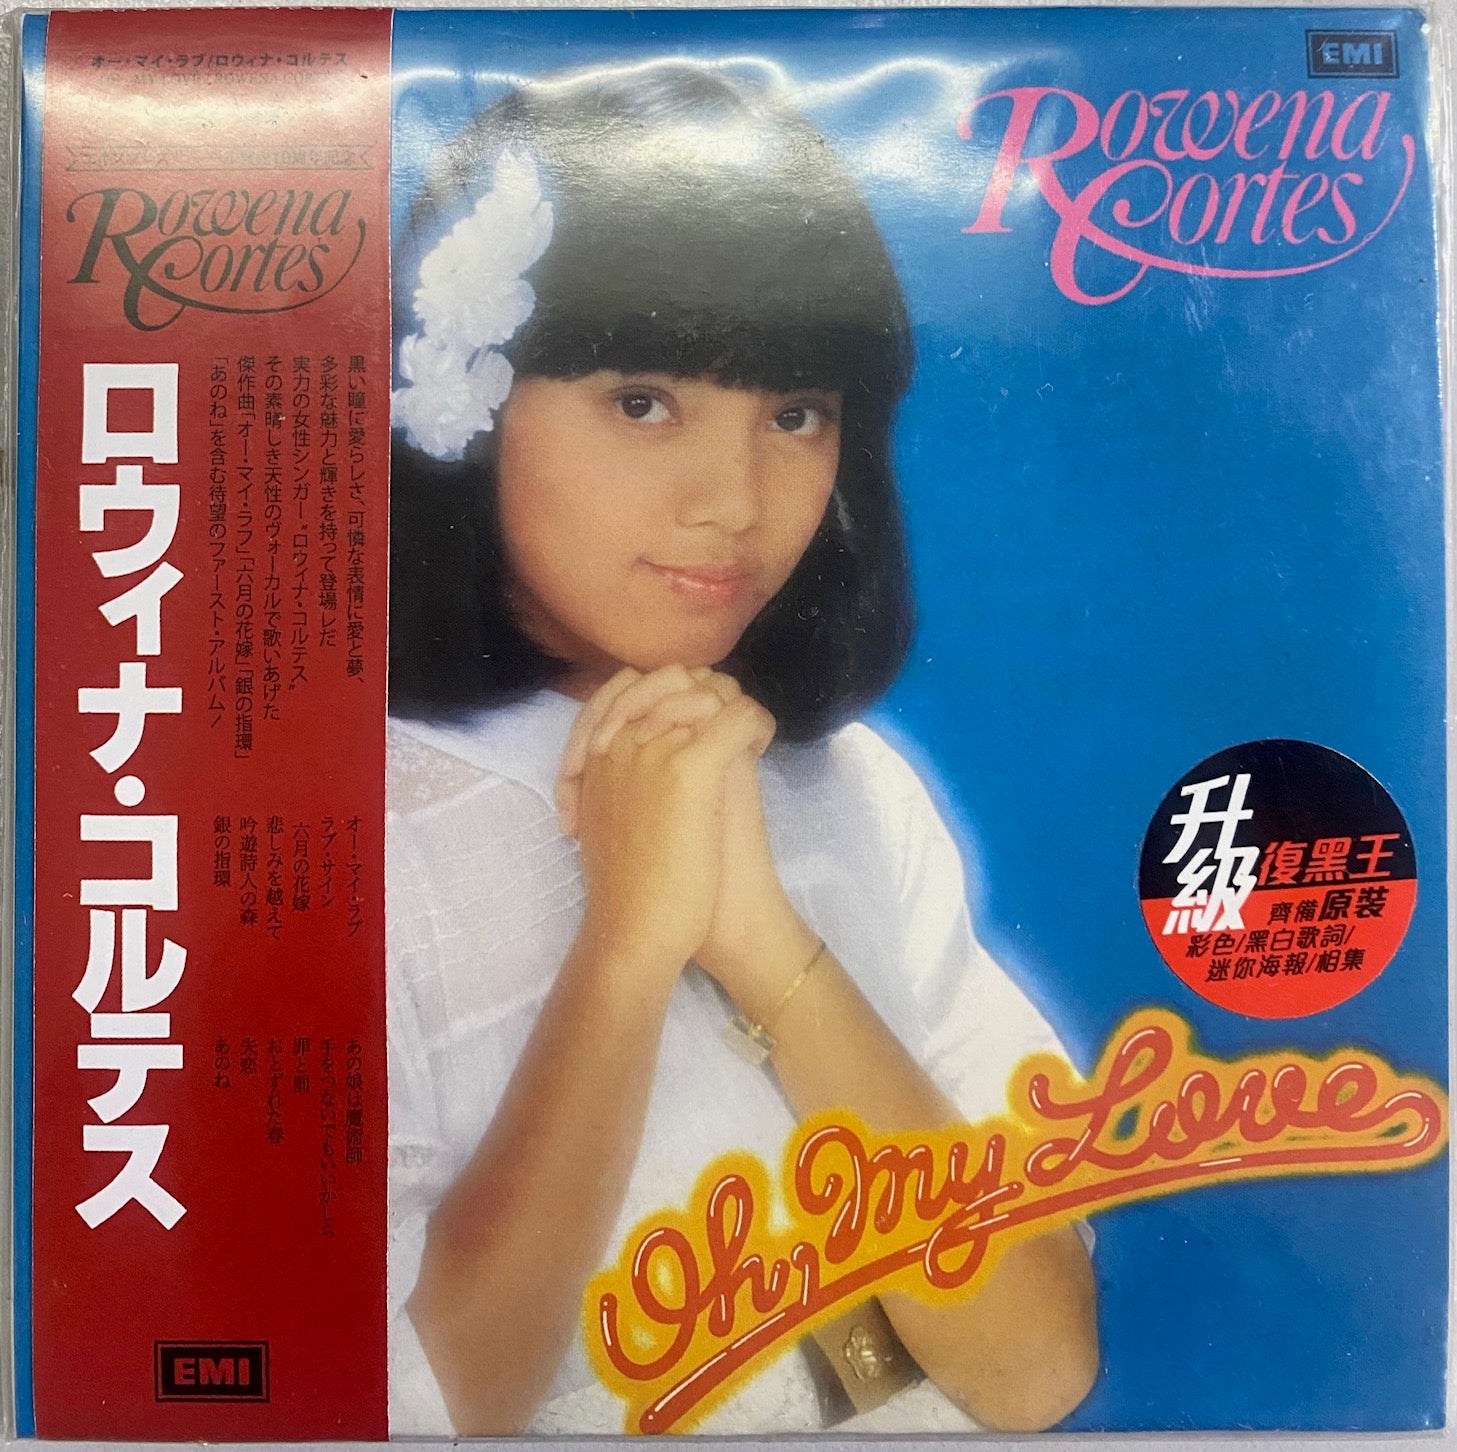 オー・マイ・ラブ/ロウィナ・コルテス
Rowena
Cortes
ロウィナ・コルテス
黒い瞳に愛らしさ、可憐な表情に愛と夢、
多彩な魅力と輝きを持って登場しだ
実力の女性シンガー“ロウイナ・コルテス”
その素晴しき天性のヴォーカルで歌いあげた
傑作曲「オー・マイ・ラブ」「六月の花嫁」「銀の指環」
「あのね」を含む待望のファースト・アルバム!
オー・マイ・ラブ
ラブ・サイン
六月の花嫁
悲しみを越えて
吟遊詩人の森
銀の指環
あの娘は魔術師
手をつないでもいいかしら
罪と罰
おとずれた春
失恋
あのね
EMI
EMI
Rowena
Cortes
升級復黑王
齊備原裝
彩色/黑白歌詞/
迷你海報/相集
Oh, my Love